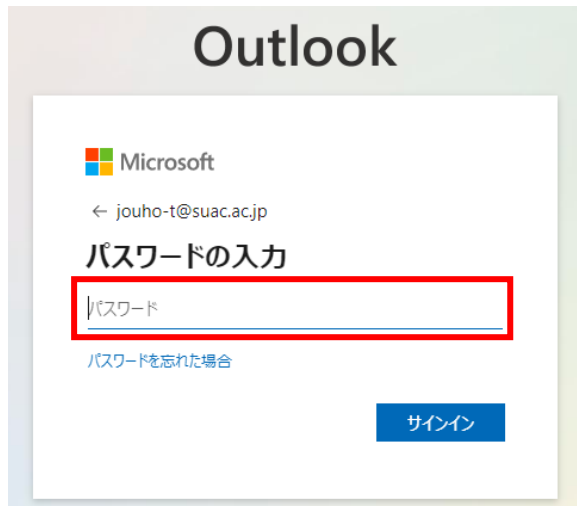 Outlook
Microsoft
← jouho-t@suac.ac.jp
パスワードの入力
パスワード
パスワードを忘れた場合
サインイン